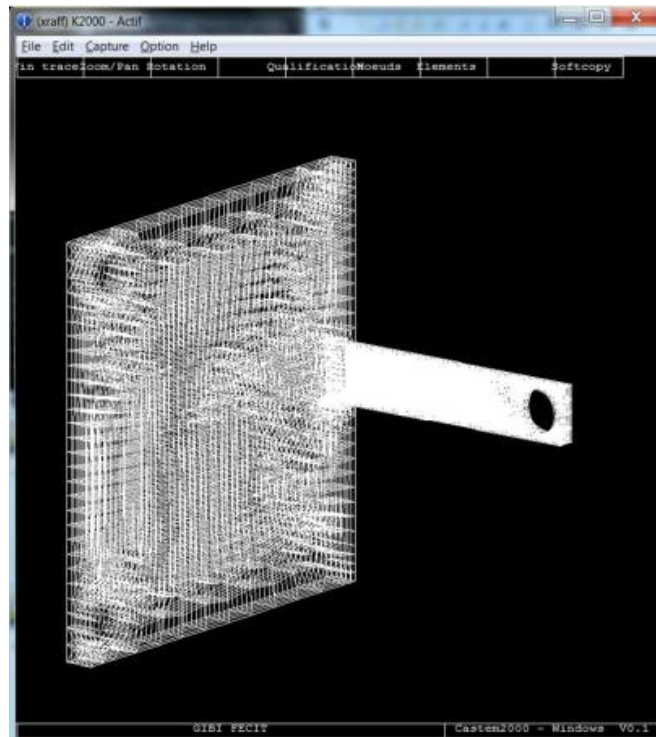 (xraff) K2000 - Actif
File Edit Capture Option Help
in trace Zoom/Pan Rotation Qualification Noeuds Elements Softcopy
GIBI FECIT Castem2000 - Windows V0.1